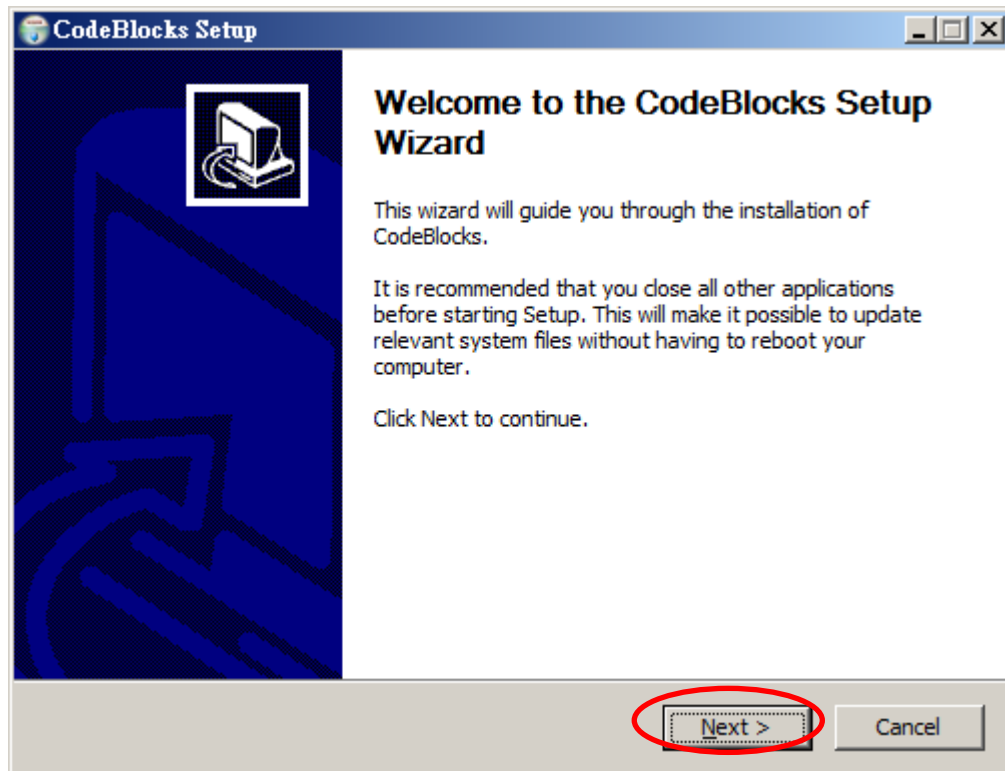 CodeBlocks Setup
Welcome to the CodeBlocks Setup
Wizard
This wizard will guide you through the installation of
CodeBlocks.
It is recommended that you close all other applications
before starting Setup. This will make it possible to update
relevant system files without having to reboot your
computer.
Click Next to continue.
Next >
Cancel